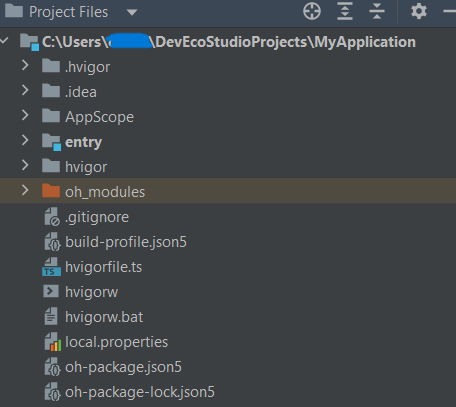 Project Files
C:\Users\ \DevEcoStudioProjects\MyApplication
.hvigor
.idea
AppScope
entry
hvigor
oh_modules
.gitignore
build-profile.json5
hvigorfile.ts
hvigorw
hvigorw.bat
local.properties
oh-package.json5
oh-package-lock.json5